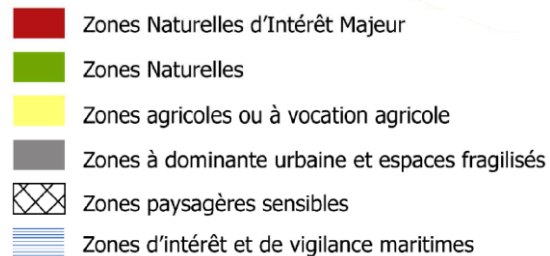 Zones Naturelles d'Intérêt Majeur
Zones Naturelles
Zones agricoles ou à vocation agricole
Zones à dominante urbaine et espaces fragilisés
Zones paysagères sensibles
Zones d'intérêt et de vigilance maritimes